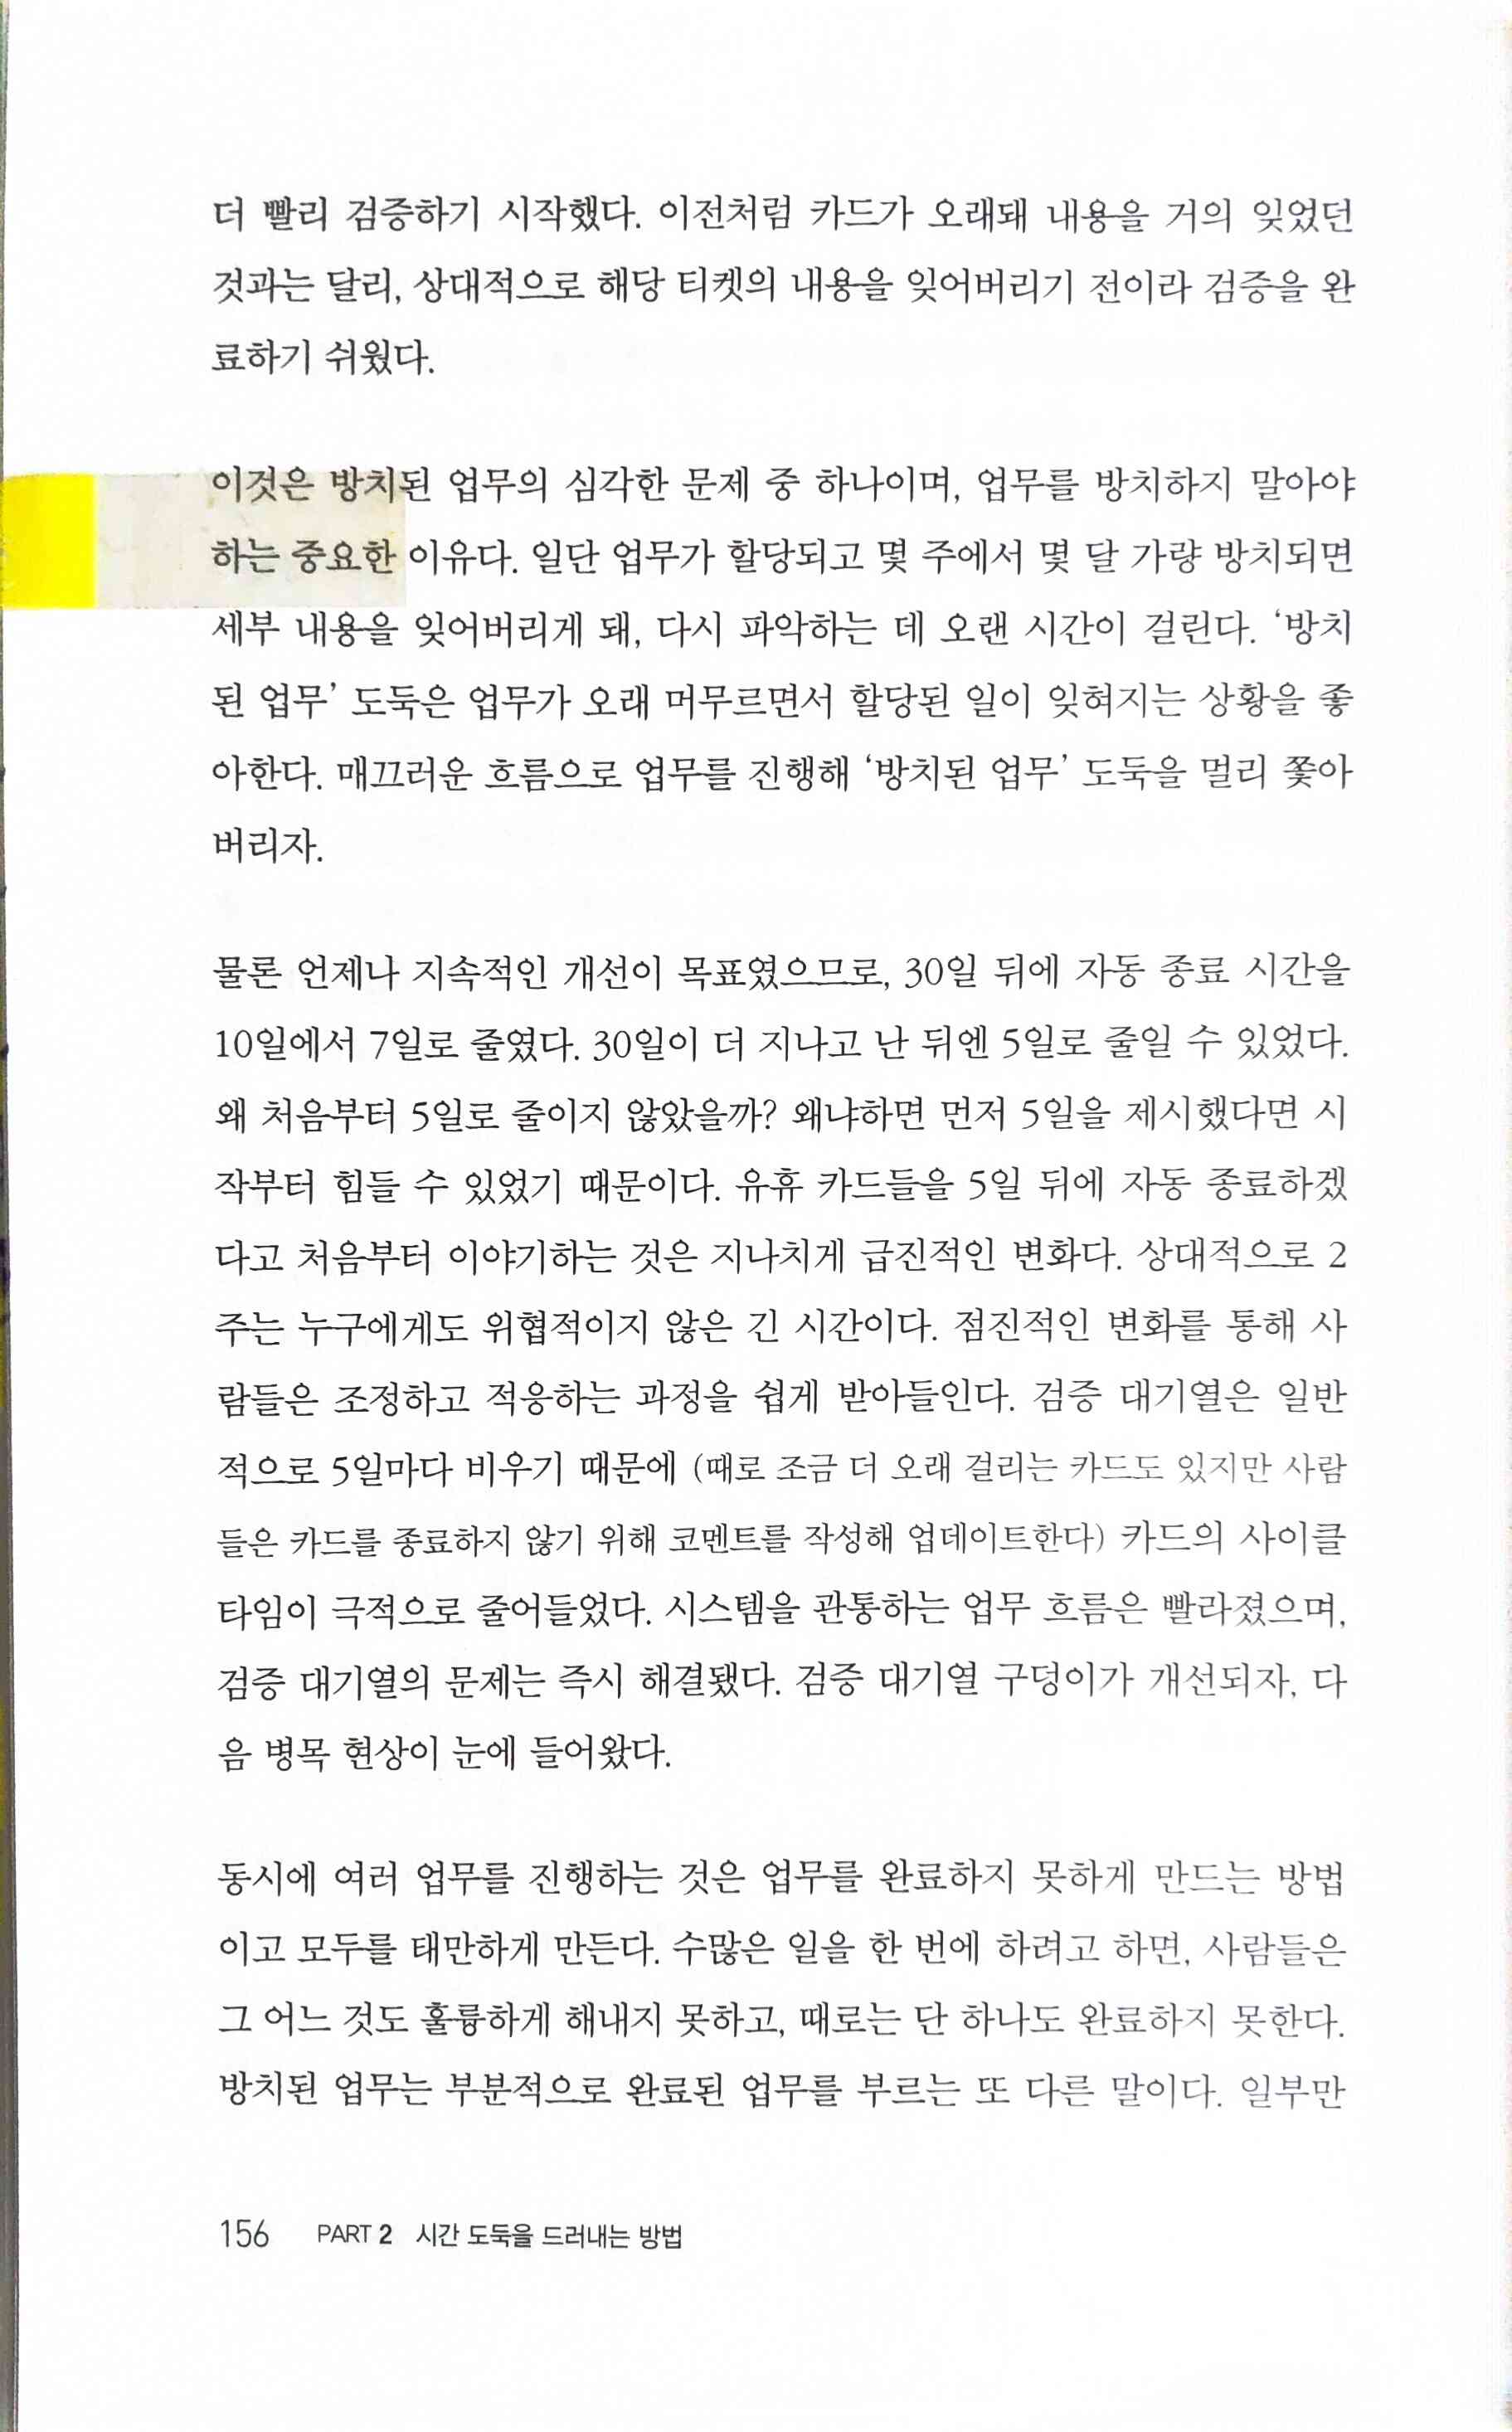 더 빨리 검증하기 시작했다. 이전처럼 카드가 오래돼 내용을 거의 잊었던
것과는 달리, 상대적으로 해당 티켓의 내용을 잊어버리기 전이라 검증을 완
료하기 쉬웠다.
이것은 방치된 업무의 심각한 문제 중 하나이며, 업무를 방치하지 말아야
하는 중요한 이유다. 일단 업무가 할당되고 몇 주에서 몇 달 가량 방치되면
세부 내용을 잊어버리게 돼, 다시 파악하는 데 오랜 시간이 걸린다. ‘방치
된 업무’ 도둑은 업무가 오래 머무르면서 할당된 일이 잊혀지는 상황을 좋
아한다. 매끄러운 흐름으로 업무를 진행해 ‘방치된 업무’ 도둑을 멀리 쫓아
버리자.
물론 언제나 지속적인 개선이 목표였으므로, 30일 뒤에 자동 종료 시간을
10일에서 7일로 줄였다. 30일이 더 지나고 난 뒤엔 5일로 줄일 수 있었다.
왜 처음부터 5일로 줄이지 않았을까? 왜냐하면 먼저 5일을 제시했다면 시
작부터 힘들 수 있었기 때문이다. 유휴 카드들을 5일 뒤에 자동 종료하겠
다고 처음부터 이야기하는 것은 지나치게 급진적인 변화다. 상대적으로 2
주는 누구에게도 위협적이지 않은 긴 시간이다. 점진적인 변화를 통해 사
람들은 조정하고 적응하는 과정을 쉽게 받아들인다. 검증 대기열은 일반
적으로 5일마다 비우기 때문에 (때로 조금 더 오래 걸리는 카드도 있지만 사람
들은 카드를 종료하지 않기 위해 코멘트를 작성해 업데이트한다) 카드의 사이클
타임이 극적으로 줄어들었다. 시스템을 관통하는 업무 흐름은 빨라졌으며,
검증 대기열의 문제는 즉시 해결됐다. 검증 대기열 구덩이가 개선되자, 다
음 병목 현상이 눈에 들어왔다.
동시에 여러 업무를 진행하는 것은 업무를 완료하지 못하게 만드는 방법
이고 모두를 태만하게 만든다. 수많은 일을 한 번에 하려고 하면, 사람들은
그 어느 것도 훌륭하게 해내지 못하고, 때로는 단 하나도 완료하지 못한다.
방치된 업무는 부분적으로 완료된 업무를 부르는 또 다른 말이다. 일부만
156 PART 2 시간 도둑을 드러내는 방법